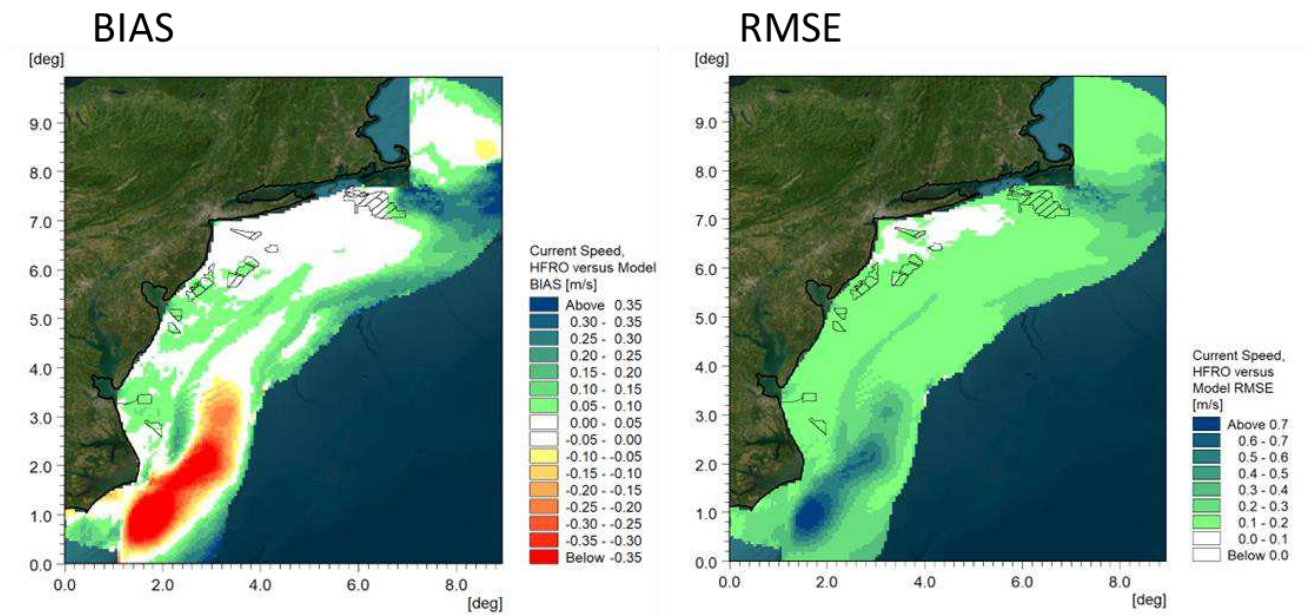 BIAS
[deg]
9.0
8.0
7.0
6.0
5.0
4.0
3.0
2.0
1.0
0.0
0.0 2.0 4.0 6.0 8.0
[deg]
Current Speed,
HFRO versus Model
BIAS [m/s]
Above 0.35
0.30 - 0.35
0.25 - 0.30
0.20 - 0.25
0.15 - 0.20
0.10 - 0.15
0.05 - 0.10
0.00 - 0.05
-0.05 - 0.00
-0.10 - -0.05
-0.15 - -0.10
-0.20 - -0.15
-0.25 - -0.20
-0.30 - -0.25
-0.35 - -0.30
Below -0.35
RMSE
[deg]
9.0
8.0
7.0
6.0
5.0
4.0
3.0
2.0
1.0
0.0
0.0 2.0 4.0 6.0 8.0
[deg]
Current Speed,
HFRO versus
Model RMSE
[m/s]
Above 0.7
0.6 - 0.7
0.5 - 0.6
0.4 - 0.5
0.3 - 0.4
0.2 - 0.3
0.1 - 0.2
0.0 - 0.1
Below 0.0